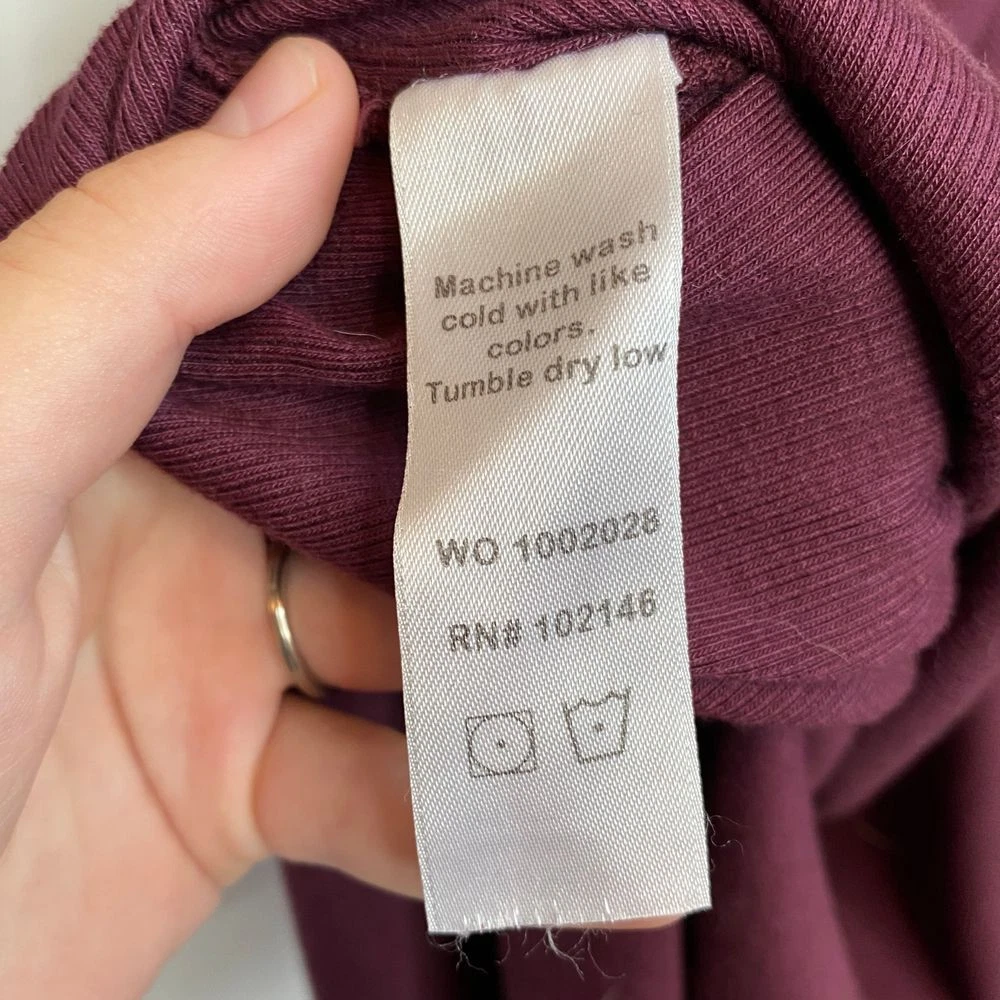 Machine wash
cold with like
colors.
Tumble dry low
WO 1002028
RN# 102146